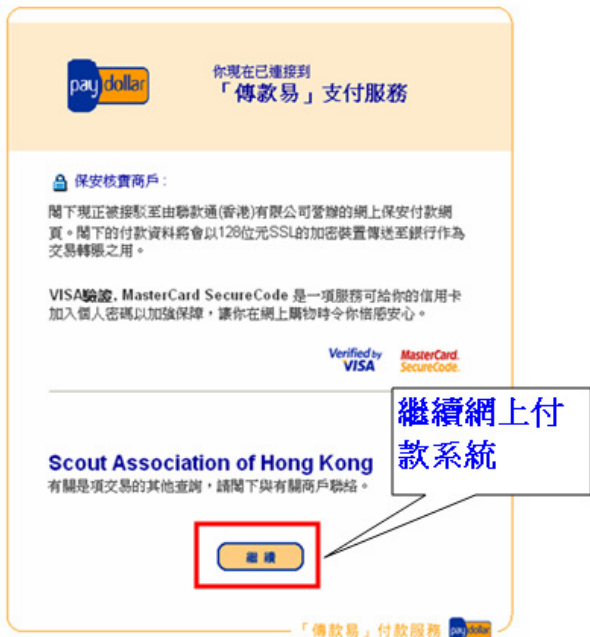 pay dollar
你現在已連接到
「傳款易」支付服務
保安核實商戶：
閣下現正被接駁至由聯款通(香港)有限公司營辦的網上保安付款網
頁。閣下的付款資料將會以128位元SSL的加密裝置傳送至銀行作為
交易轉賬之用。
VISA驗證, MasterCard SecureCode 是一項服務可給你的信用卡
加入個人密碼以加強保障，讓你在網上購物時令你倍感安心。
Verified by
VISA
MasterCard.
SecureCode.
繼續網上付
款系統
Scout Association of Hong Kong
有關是項交易的其他查詢，請閣下與有關商戶聯絡。
繼續
「傳款易」付款服務 paydollar